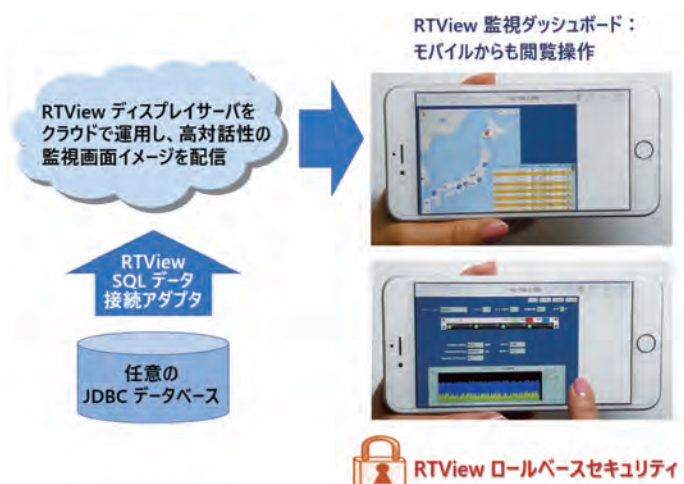 RTView 監視ダッシュボード：
モバイルからも閲覧操作
RTView ディスプレイサーバを
クラウドで運用し、高対話性の
監視画面イメージを配信
RTView
SQL データ
接続アダプタ
任意の
JDBC データベース
RTView ロールベースセキュリティ